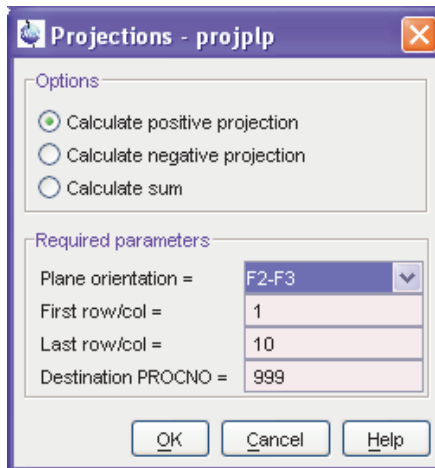 Projections - projplp
Options
Calculate positive projection
Calculate negative projection
Calculate sum
Required parameters
Plane orientation = F2-F3
First row/col = 1
Last row/col = 10
Destination PROCNO = 999
OK Cancel Help